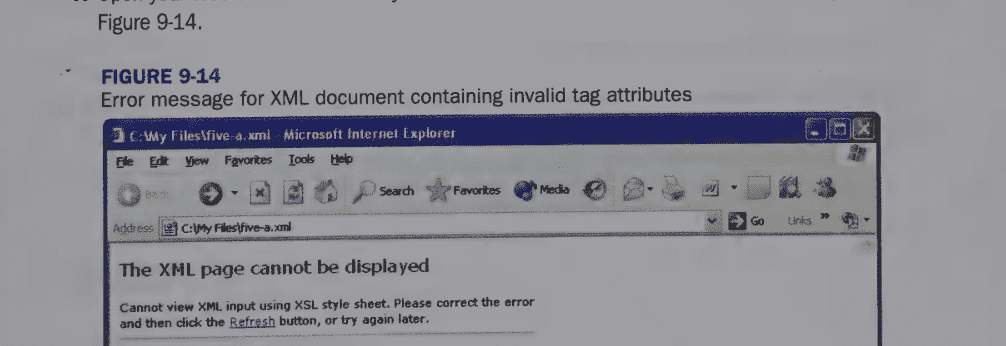 Figure 9-14.
FIGURE 9-14
Error message for XML document containing invalid tag attributes
C:\My Files\five-a.xml - Microsoft Internet Explorer
File Edit View Favorites Tools Help
Back Search Favorites Media
Address C:\My Files\five-a.xml Go Links »
The XML page cannot be displayed
Cannot view XML input using XSL style sheet. Please correct the error
and then click the Refresh button, or try again later.